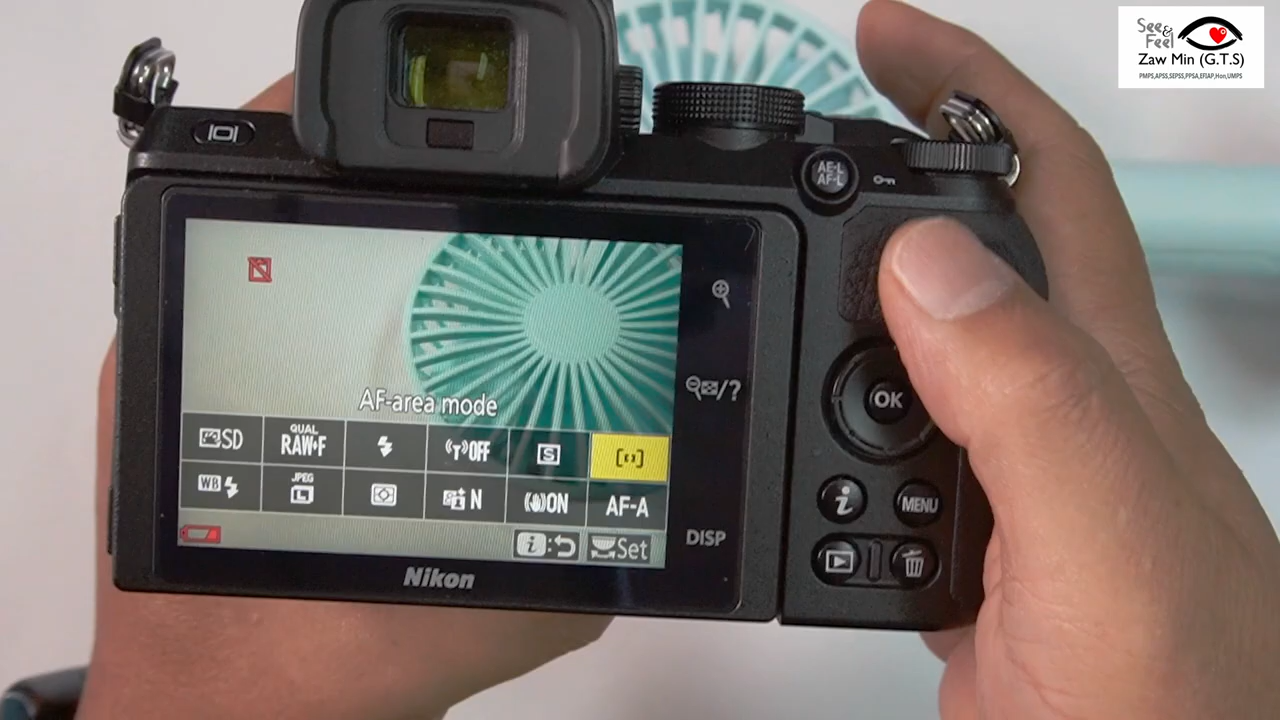 See
&
Feel
Zaw Min (G.T.S)
PMPS,APSS,SEPSS,PPSA,EFIAP,Hon,UMPS
AE-L
AF-L
AF-area mode
SD
QUAL
RAW+F
OFF
S
WB
JPEG
L
N
ON
AF-A
i
Set
Nikon
?
DISP
OK
i
MENU